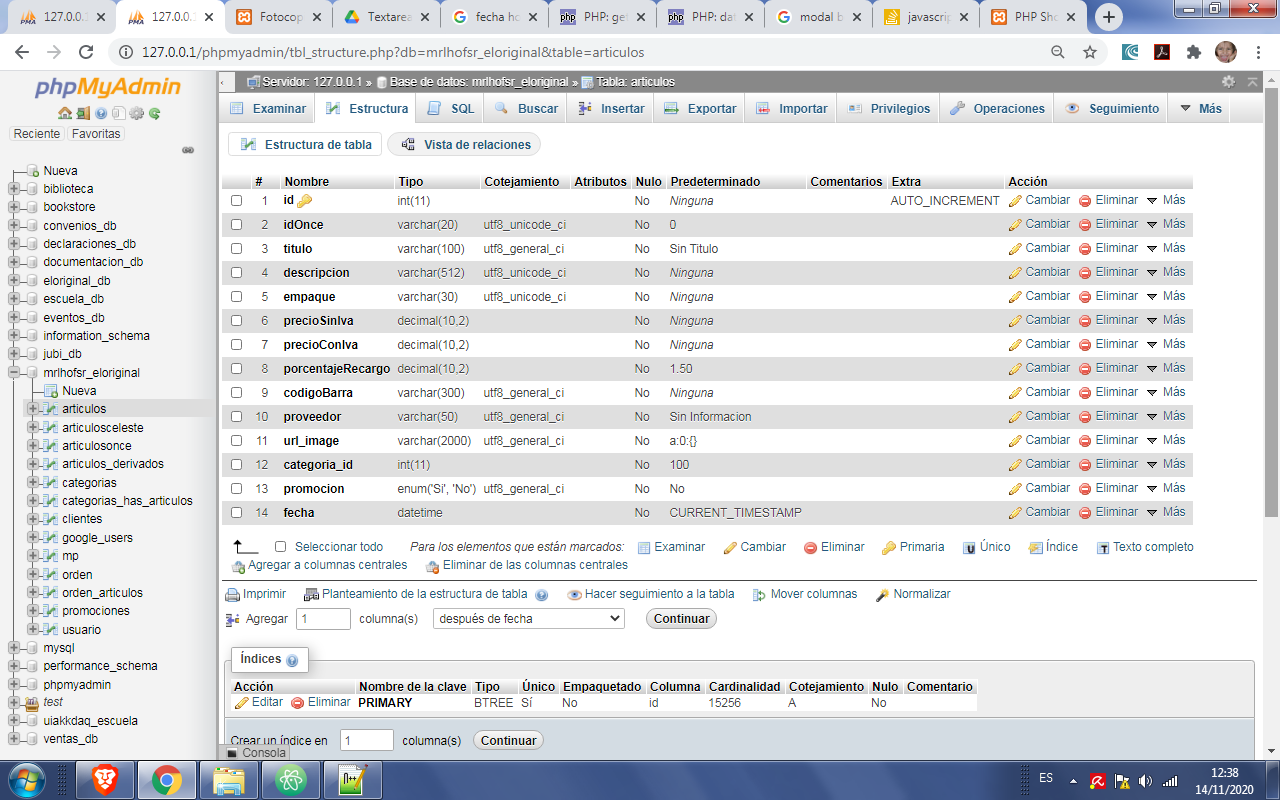 127.0.0. 127.0.0. Fotocop Textarea fecha ho PHP: get PHP: dat modal b javascrip PHP Sho
127.0.0.1/phpmyadmin/tbl_structure.php?db=mrlhofsr_eloriginal&table=articulos
phpMyAdmin
Reciente Favoritas
Nueva
biblioteca
bookstore
convenios_db
declaraciones_db
documentacion_db
eloriginal_db
escuela_db
eventos_db
information_schema
jubi_db
mrlhofsr_eloriginal
Nueva
articulos
articulosceleste
articulosonce
articulos_derivados
categorias
categorias_has_articulos
clientes
google_users
mp
orden
orden_articulos
promociones
usuario
mysql
performance_schema
phpmyadmin
test
uiakkdaq_escuela
ventas_db
Servidor: 127.0.0.1 » Base de datos: mrlhofsr_eloriginal » Tabla: articulos
Examinar Estructura SQL Buscar Insertar Exportar Importar Privilegios Operaciones Seguimiento Más
Estructura de tabla Vista de relaciones
# Nombre Tipo Cotejamiento Atributos Nulo Predeterminado Comentarios Extra Acción
1 id int(11) No Ninguna AUTO_INCREMENT Cambiar Eliminar Más
2 idOnce varchar(20) utf8_unicode_ci No 0 Cambiar Eliminar Más
3 titulo varchar(100) utf8_general_ci No Sin Titulo Cambiar Eliminar Más
4 descripcion varchar(512) utf8_unicode_ci No Ninguna Cambiar Eliminar Más
5 empaque varchar(30) utf8_unicode_ci No Ninguna Cambiar Eliminar Más
6 precioSinIva decimal(10,2) No Ninguna Cambiar Eliminar Más
7 precioConIva decimal(10,2) No Ninguna Cambiar Eliminar Más
8 porcentajeRecargo decimal(10,2) No 1.50 Cambiar Eliminar Más
9 codigoBarra varchar(300) utf8_general_ci No Ninguna Cambiar Eliminar Más
10 proveedor varchar(50) utf8_general_ci No Sin Informacion Cambiar Eliminar Más
11 url_image varchar(2000) utf8_general_ci No a:0:{} Cambiar Eliminar Más
12 categoria_id int(11) No 100 Cambiar Eliminar Más
13 promocion enum('Si', 'No') utf8_general_ci No No Cambiar Eliminar Más
14 fecha datetime No CURRENT_TIMESTAMP Cambiar Eliminar Más
Seleccionar todo Para los elementos que están marcados: Examinar Cambiar Eliminar Primaria Único Índice Texto completo
Agregar a columnas centrales Eliminar de las columnas centrales
Imprimir Planteamiento de la estructura de tabla Hacer seguimiento a la tabla Mover columnas Normalizar
Agregar 1 columna(s) después de fecha Continuar
Índices
Acción Nombre de la clave Tipo Único Empaquetado Columna Cardinalidad Cotejamiento Nulo Comentario
Editar Eliminar PRIMARY BTREE Sí No id 15256 A No
Crear un índice en 1 columna(s) Continuar
Consola
ES 12:38
14/11/2020